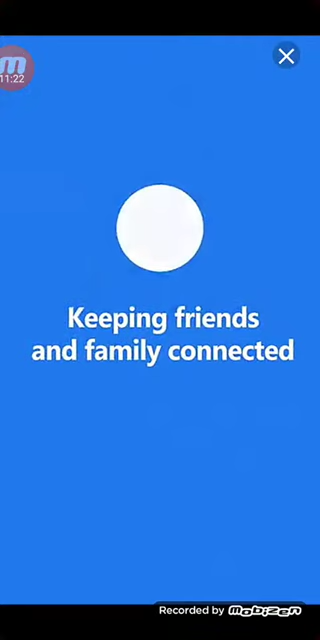 m
11:22
Keeping friends
and family connected
Recorded by mobizen